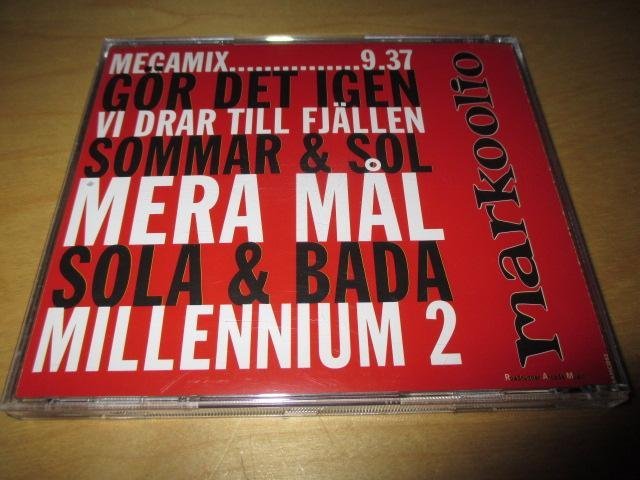 MEGAMIX................9.37
GÖR DET IGEN
VI DRAR TILL FJÄLLEN
SOMMAR & SOL
MERA MÅL
SOLA & BADA
MILLENNIUM 2
markoolio